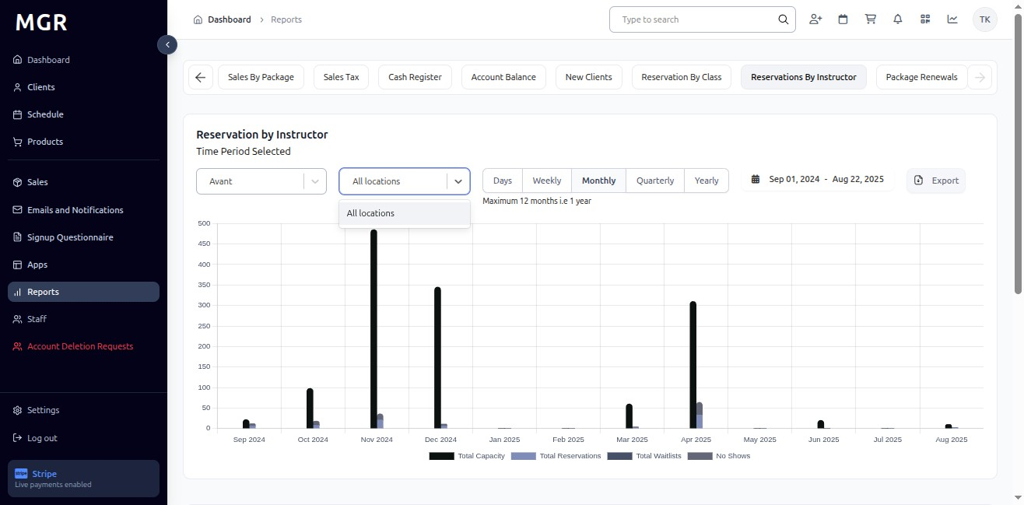 MGR
Dashboard
Clients
Schedule
Products
Sales
Emails and Notifications
Signup Questionnaire
Apps
Reports
Staff
Account Deletion Requests
Settings
Log out
stripe Stripe
Live payments enabled
Dashboard > Reports
Type to search
TK
Sales By Package
Sales Tax
Cash Register
Account Balance
New Clients
Reservation By Class
Reservations By Instructor
Package Renewals
Reservation by Instructor
Time Period Selected
Avant
All locations
Days
Weekly
Monthly
Quarterly
Yearly
Sep 01, 2024 - Aug 22, 2025
Export
Maximum 12 months i.e 1 year
All locations
500
450
400
350
300
250
200
150
100
50
0
Sep 2024
Oct 2024
Nov 2024
Dec 2024
Jan 2025
Feb 2025
Mar 2025
Apr 2025
May 2025
Jun 2025
Jul 2025
Aug 2025
Total Capacity
Total Reservations
Total Waitlists
No Shows